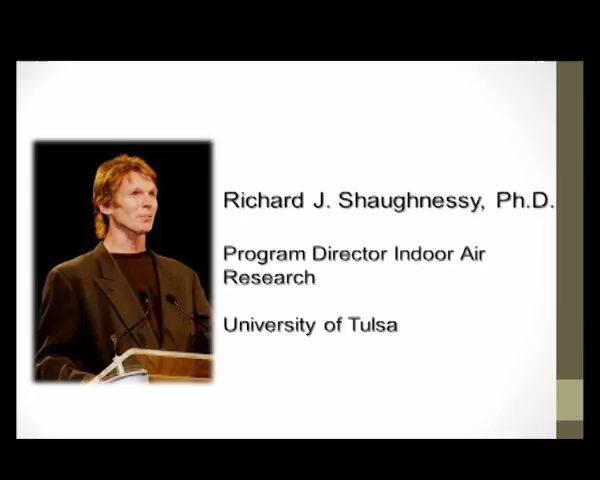 Richard J. Shaughnessy, Ph.D.
Program Director Indoor Air
Research
University of Tulsa